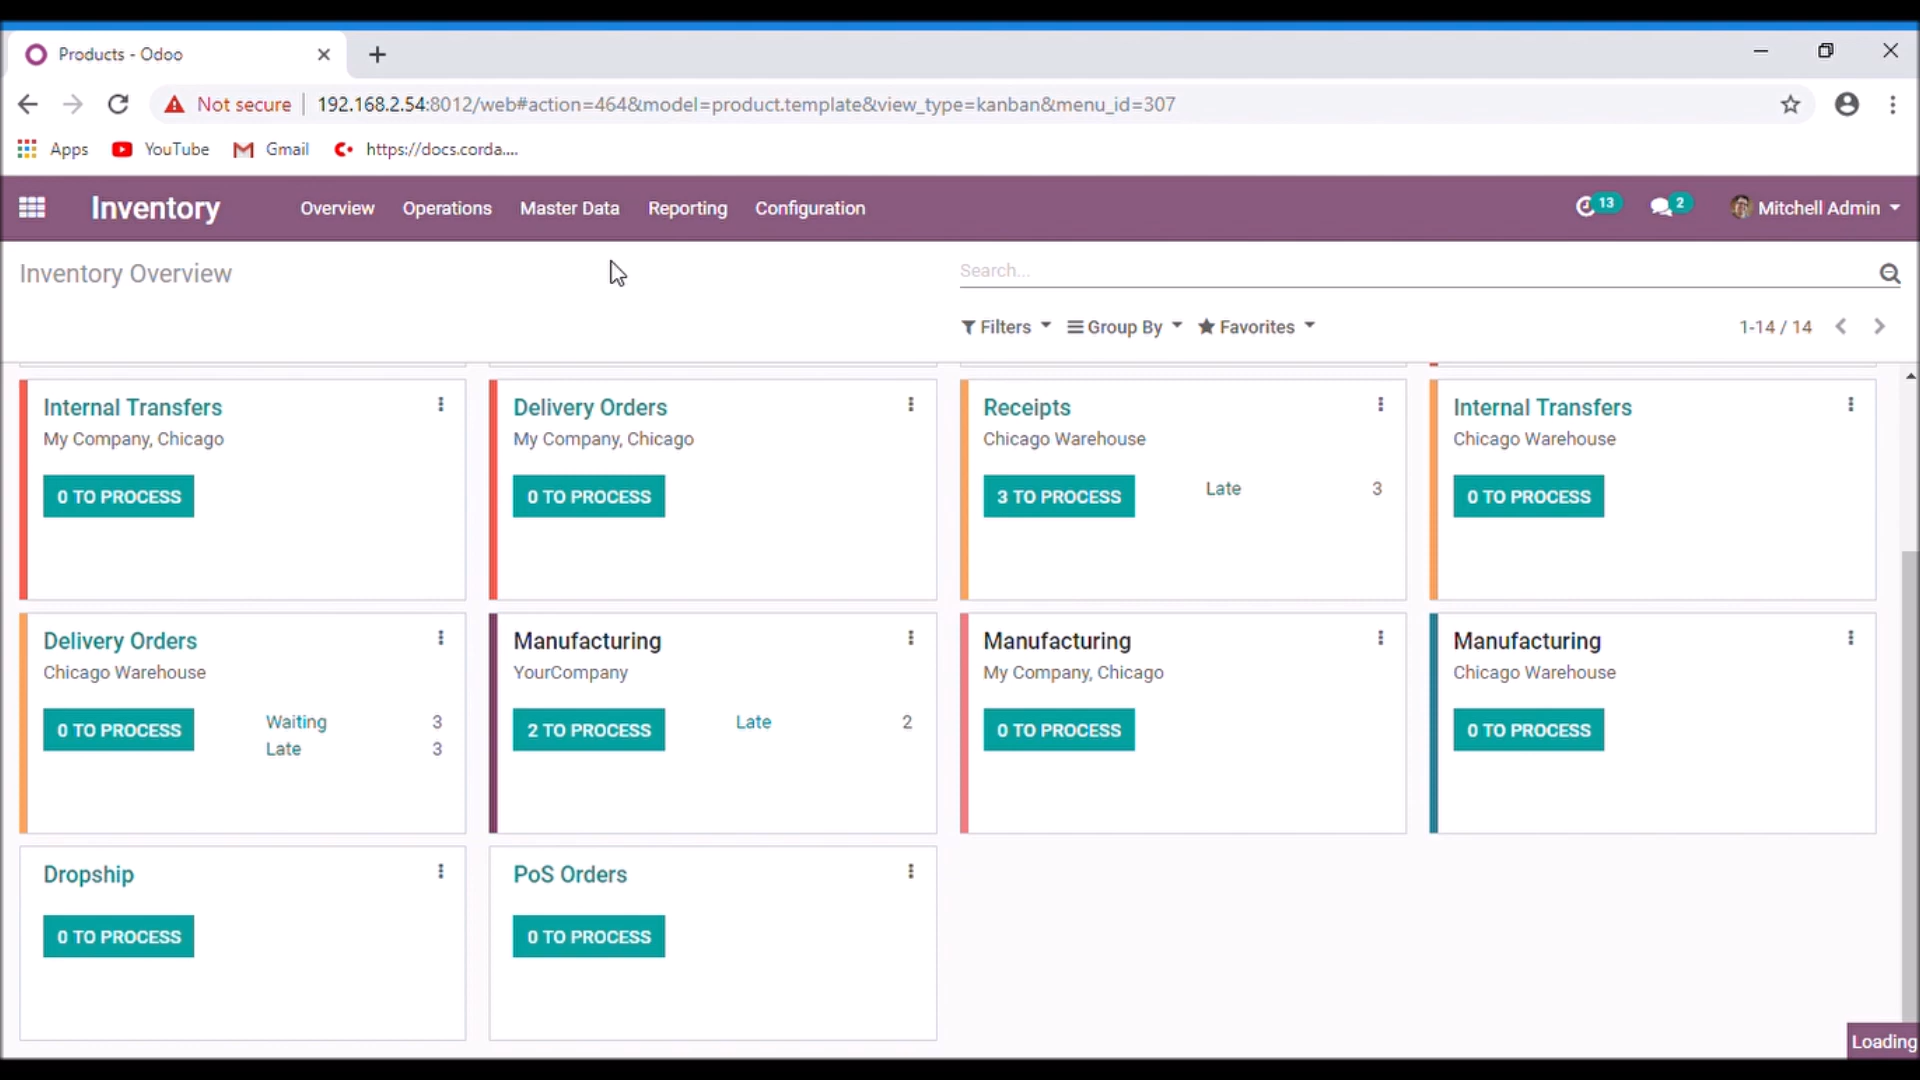 Products - Odoo
Not secure 192.168.2.54:8012/web#action=464&model=product.template&view_type=kanban&menu_id=307
Apps YouTube Gmail https://docs.corda....
Inventory Overview Operations Master Data Reporting Configuration 13 2 Mitchell Admin
Inventory Overview
Search...
Filters Group By Favorites 1-14 / 14
Internal Transfers
My Company, Chicago
0 TO PROCESS
Delivery Orders
My Company, Chicago
0 TO PROCESS
Receipts
Chicago Warehouse
3 TO PROCESS Late 3
Internal Transfers
Chicago Warehouse
0 TO PROCESS
Delivery Orders
Chicago Warehouse
0 TO PROCESS Waiting 3
Late 3
Manufacturing
YourCompany
2 TO PROCESS Late 2
Manufacturing
My Company, Chicago
0 TO PROCESS
Manufacturing
Chicago Warehouse
0 TO PROCESS
Dropship
0 TO PROCESS
PoS Orders
0 TO PROCESS
Loading